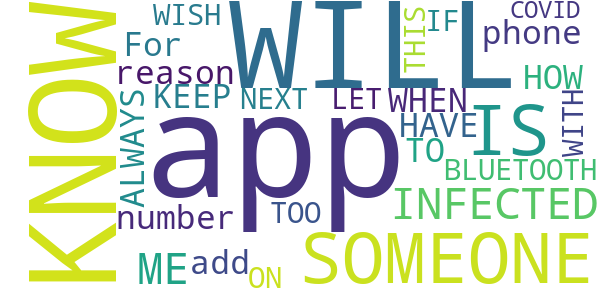 KNOW
WISH
For
reason
KEEP
ALWAYS
number
ME
add
ON
WILL
app
NEXT
LET
WHEN
TOO
THIS
IF
COVID
phone
HOW
HAVE
IS
WITH
TO
BLUETOOTH
INFECTED
SOMEONE